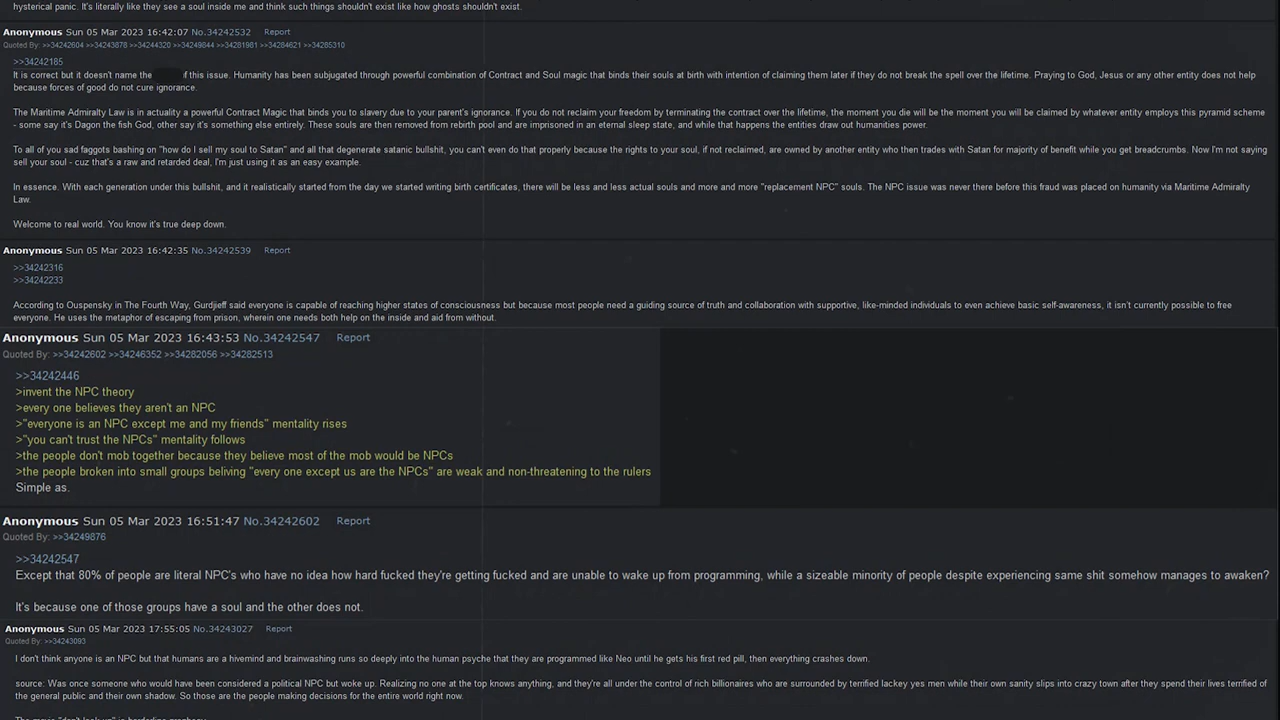 hysterical panic. It's literally like they see a soul inside me and think such things shouldn't exist like how ghosts shouldn't exist.
Anonymous Sun 05 Mar 2023 16:42:07 No.34242532 Report
Quoted By: >>34242604 >>34243878 >>34244320 >>34249844 >>34281981 >>34284621 >>34285310
>>34242185
It is correct but it doesn't name the f this issue. Humanity has been subjugated through powerful combination of Contract and Soul magic that binds their souls at birth with intention of claiming them later if they do not break the spell over the lifetime. Praying to God, Jesus or any other entity does not help
because forces of good do not cure ignorance.
The Maritime Admiralty Law is in actuality a powerful Contract Magic that binds you to slavery due to your parent's ignorance. If you do not reclaim your freedom by terminating the contract over the lifetime, the moment you die will be the moment you will be claimed by whatever entity employs this pyramid scheme
- some say it's Dagon the fish God, other say it's something else entirely. These souls are then removed from rebirth pool and are imprisoned in an eternal sleep state, and while that happens the entities draw out humanities power.
To all of you sad faggots bashing on "how do I sell my soul to Satan" and all that degenerate satanic bullshit, you can't even do that properly because the rights to your soul, if not reclaimed, are owned by another entity who then trades with Satan for majority of benefit while you get breadcrumbs. Now I'm not saying
sell your soul - cuz that's a raw and retarded deal, I'm just using it as an easy example.
In essence. With each generation under this bullshit, and it realistically started from the day we started writing birth certificates, there will be less and less actual souls and more and more "replacement NPC" souls. The NPC issue was never there before this fraud was placed on humanity via Maritime Admiralty
Law.
Welcome to real world. You know it's true deep down.
Anonymous Sun 05 Mar 2023 16:42:35 No.34242539 Report
>>34242316
>>34242233
According to Ouspensky in The Fourth Way, Gurdjieff said everyone is capable of reaching higher states of consciousness but because most people need a guiding source of truth and collaboration with supportive, like-minded individuals to even achieve basic self-awareness, it isn't currently possible to free
everyone. He uses the metaphor of escaping from prison, wherein one needs both help on the inside and aid from without.
Anonymous Sun 05 Mar 2023 16:43:53 No.34242547 Report
Quoted By: >>34242602 >>34246352 >>34282056 >>34282513
>>34242446
>invent the NPC theory
>every one believes they aren't an NPC
>"everyone is an NPC except me and my friends" mentality rises
>"you can't trust the NPCs" mentality follows
>the people don't mob together because they believe most of the mob would be NPCs
>the people broken into small groups beliving "every one except us are the NPCs" are weak and non-threatening to the rulers
Simple as.
Anonymous Sun 05 Mar 2023 16:51:47 No.34242602 Report
Quoted By: >>34249876
>>34242547
Except that 80% of people are literal NPC's who have no idea how hard fucked they're getting fucked and are unable to wake up from programming, while a sizeable minority of people despite experiencing same shit somehow manages to awaken?
It's because one of those groups have a soul and the other does not.
Anonymous Sun 05 Mar 2023 17:55:05 No.34243027 Report
Quoted By: >>34243093
I don't think anyone is an NPC but that humans are a hivemind and brainwashing runs so deeply into the human psyche that they are programmed like Neo until he gets his first red pill, then everything crashes down.
source: Was once someone who would have been considered a political NPC but woke up. Realizing no one at the top knows anything, and they're all under the control of rich billionaires who are surrounded by terrified lackey yes men while their own sanity slips into crazy town after they spend their lives terrified of
the general public and their own shadow. So those are the people making decisions for the entire world right now.
The movie "don't look up" is borderline prophecy